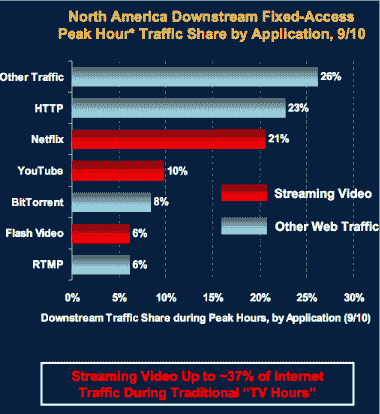 North America Downstream Fixed-Access
Peak Hour* Traffic Share by Application, 9/10
Other Traffic
26%
HTTP
23%
Netflix
21%
YouTube
10%
BitTorrent
8%
Flash Video
6%
RTMP
6%
Streaming Video
Other Web Traffic
0%
5%
10%
15%
20%
25%
30%
Downstream Traffic Share during Peak Hours, by Application (9/10)
Streaming Video Up to ~37% of Internet
Traffic During Traditional "TV Hours"